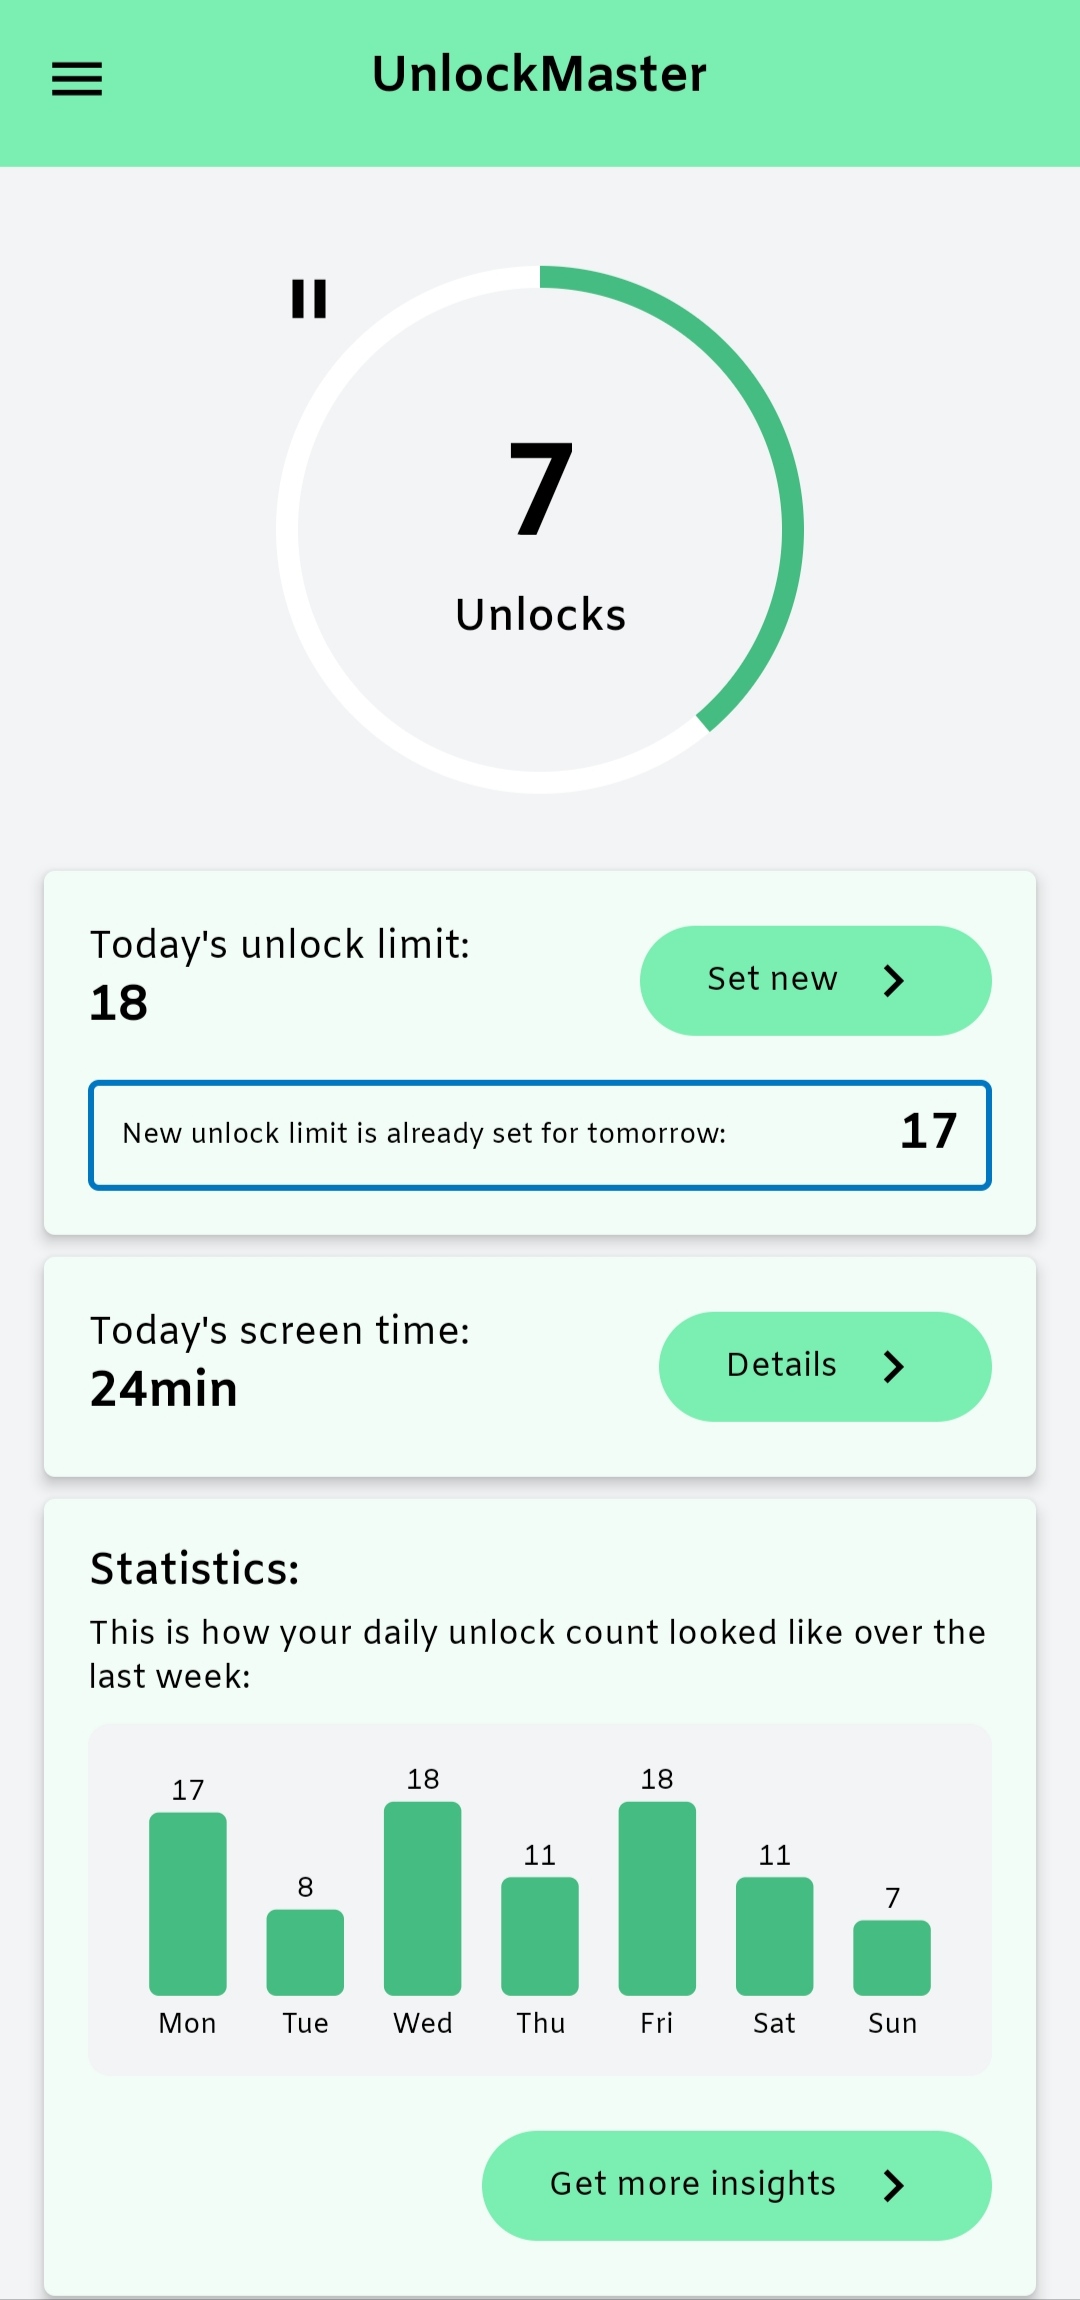 UnlockMaster
7
Unlocks
Today's unlock limit:
18
Set new
New unlock limit is already set for tomorrow:
17
Today's screen time:
24min
Details
Statistics:
This is how your daily unlock count looked like over the
last week:
17
8
18
11
18
11
7
Mon
Tue
Wed
Thu
Fri
Sat
Sun
Get more insights